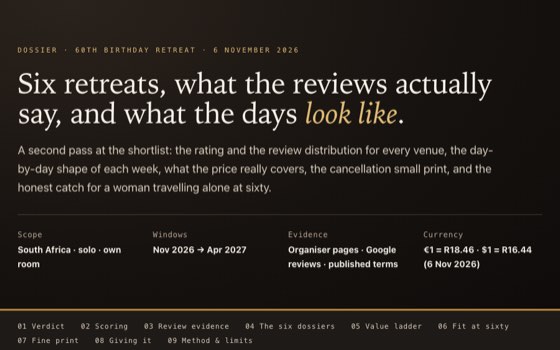 DOSSIER · 60TH BIRTHDAY RETREAT · 6 NOVEMBER 2026
Six retreats, what the reviews actually
say, and what the days look like.
A second pass at the shortlist: the rating and the review distribution for every venue, the day-
by-day shape of each week, what the price really covers, the cancellation small print, and the
honest catch for a woman travelling alone at sixty.
Scope
South Africa · solo · own
room
Windows
Nov 2026 → Apr 2027
Evidence
Organiser pages · Google
reviews · published terms
Currency
€1 = R18.46 · $1 = R16.44
(6 Nov 2026)
01 Verdict 02 Scoring 03 Review evidence 04 The six dossiers 05 Value ladder 06 Fit at sixty
07 Fine print 08 Giving it 09 Method & limits